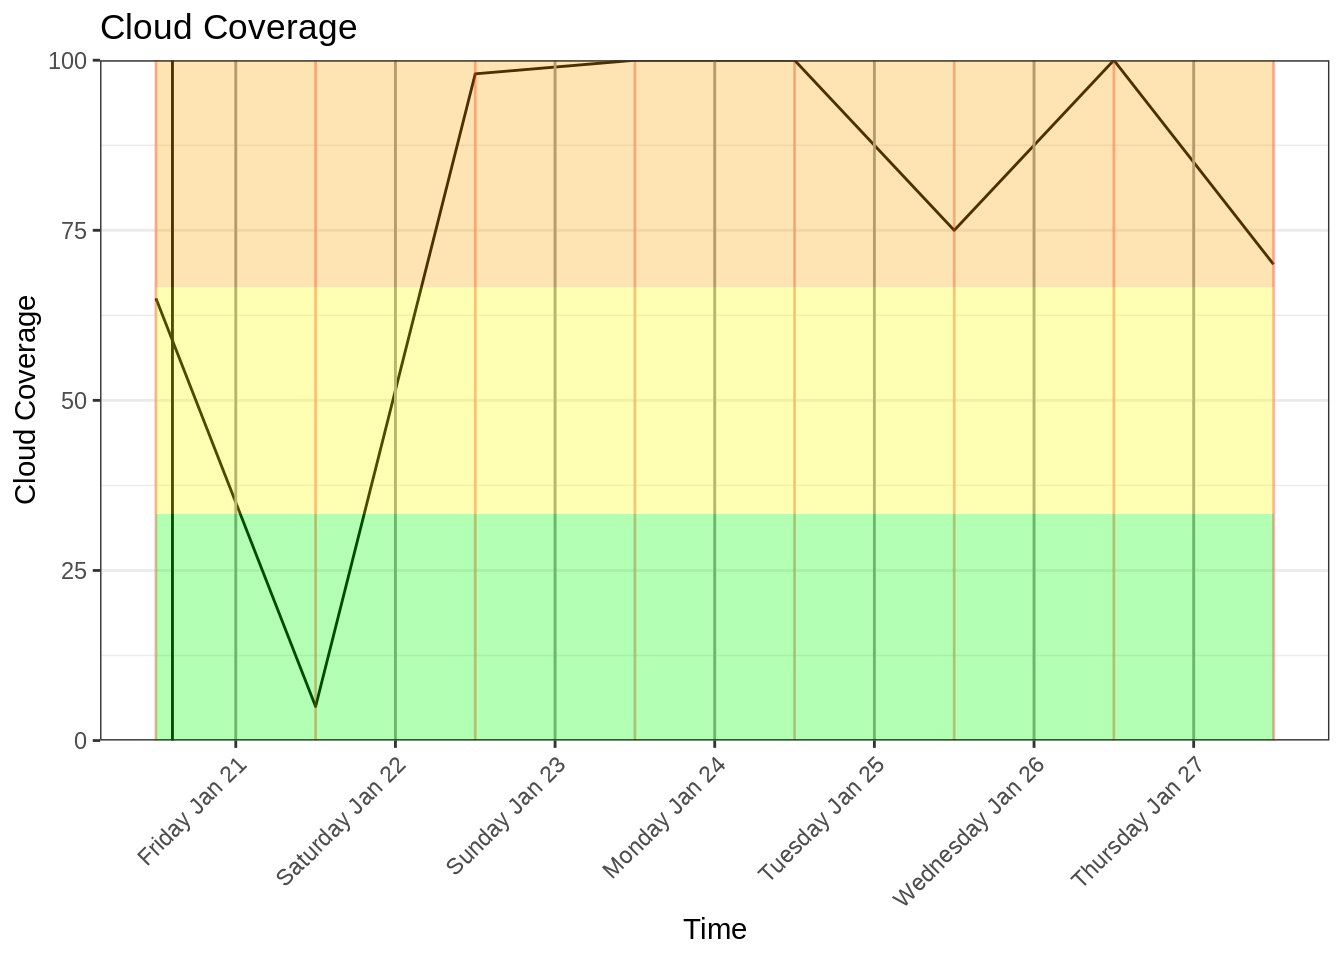 Cloud Coverage
100
75
50
25
0
Cloud Coverage
Friday Jan 21
Saturday Jan 22
Sunday Jan 23
Monday Jan 24
Tuesday Jan 25
Wednesday Jan 26
Thursday Jan 27
Time